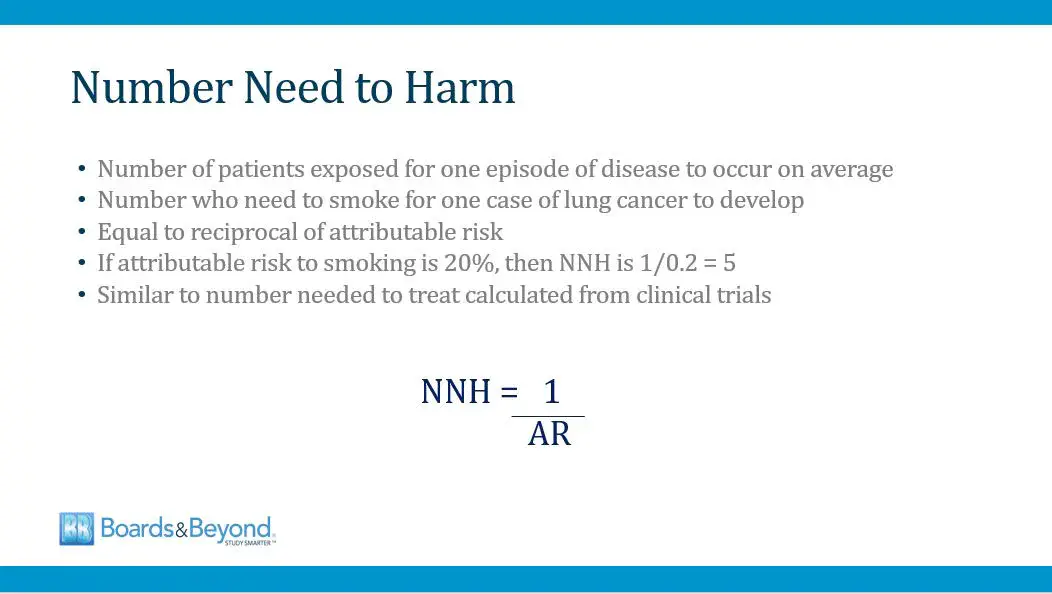 Number Need to Harm
• Number of patients exposed for one episode of disease to occur on average
• Number who need to smoke for one case of lung cancer to develop
• Equal to reciprocal of attributable risk
• If attributable risk to smoking is 20%, then NNH is 1/0.2 = 5
• Similar to number needed to treat calculated from clinical trials
NNH = 1
AR
BB Boards&Beyond.
STUDY SMARTER ™